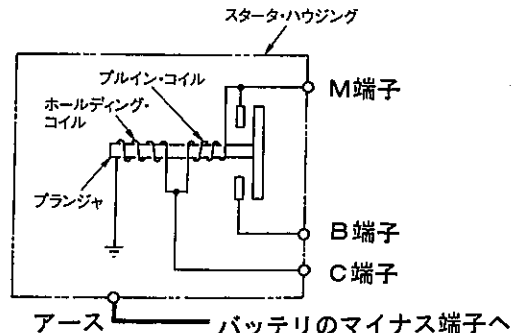 スタータ・ハウジング
プルイン・コイル
ホールディング・
コイル
プランジャ
M端子
B端子
C端子
アース
バッテリのマイナス端子へ